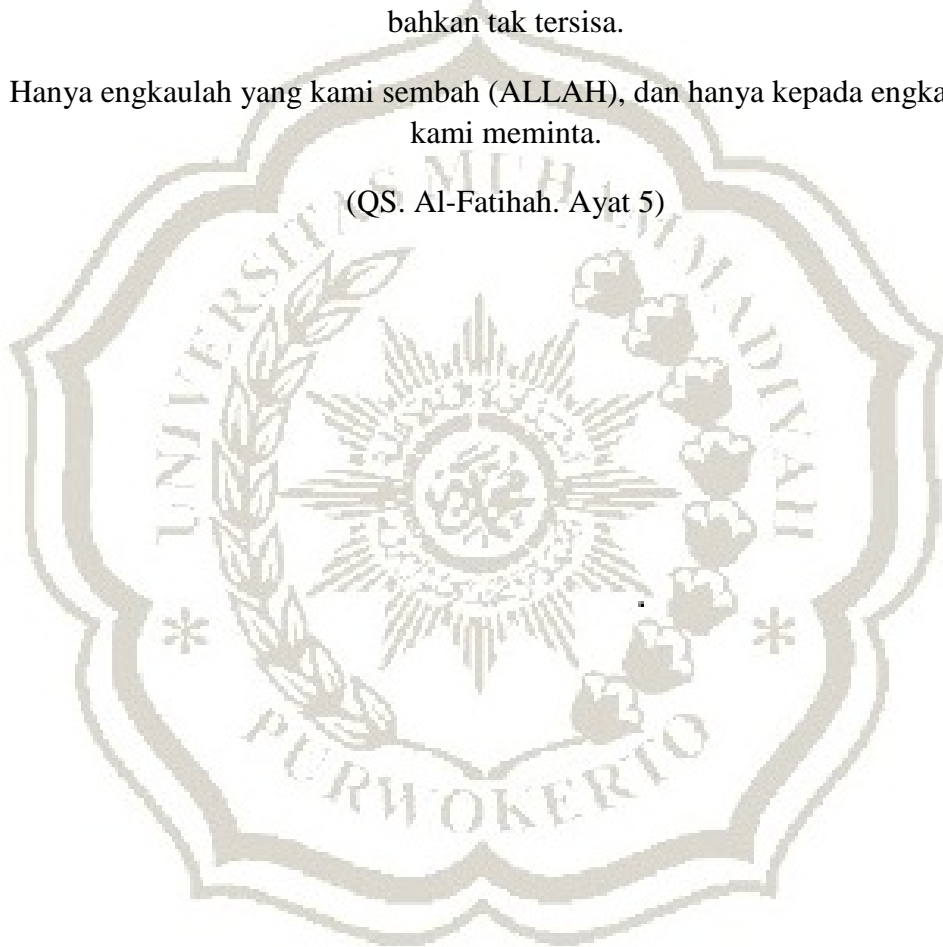 bahkan tak tersisa.
Hanya engkaulah yang kami sembah (ALLAH), dan hanya kepada engka
kami meminta.
(QS. Al-Fatihah. Ayat 5)
UNIVERSITAS MUHAMMADIYAH
PURWOKERTO